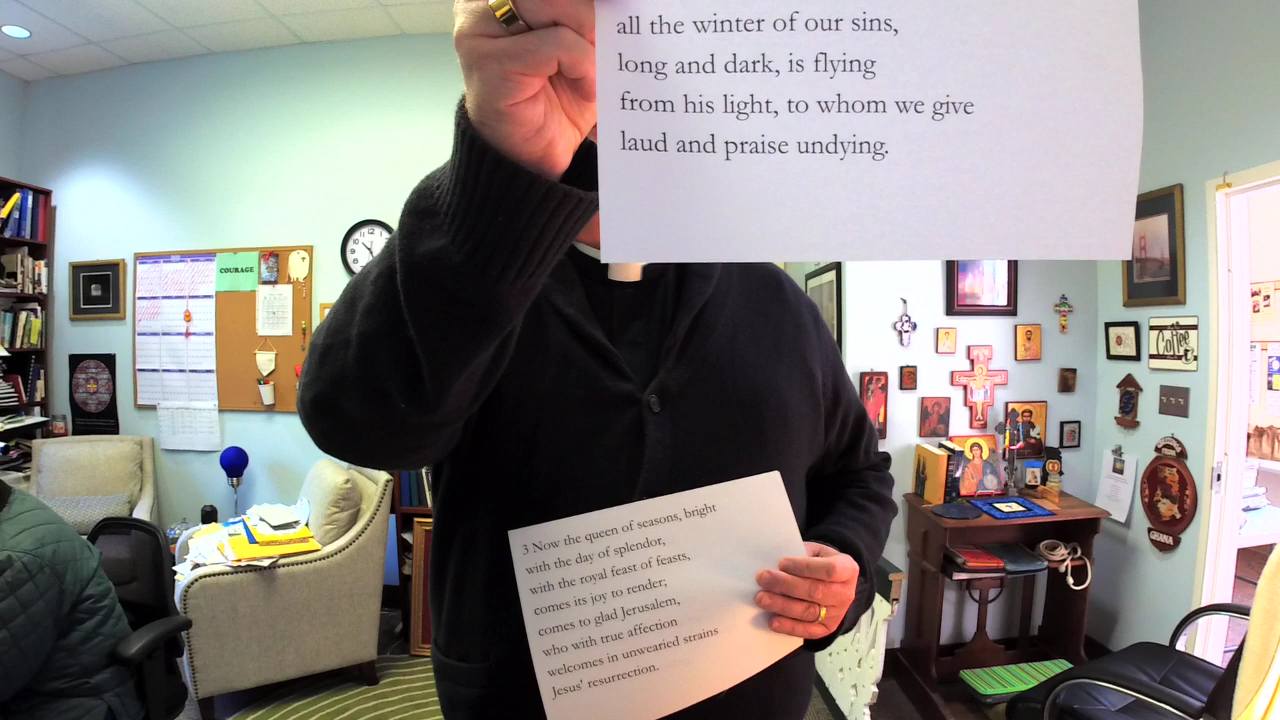 all the winter of our sins,
long and dark, is flying
from his light, to whom we give
laud and praise undying.
COURAGE
Coffee
3 Now the queen of seasons, bright
with the day of splendor,
with the royal feast of feasts,
comes its joy to render;
comes to glad Jerusalem,
who with true affection
welcomes in unwearied strains
Jesus' resurrection.
GHANA